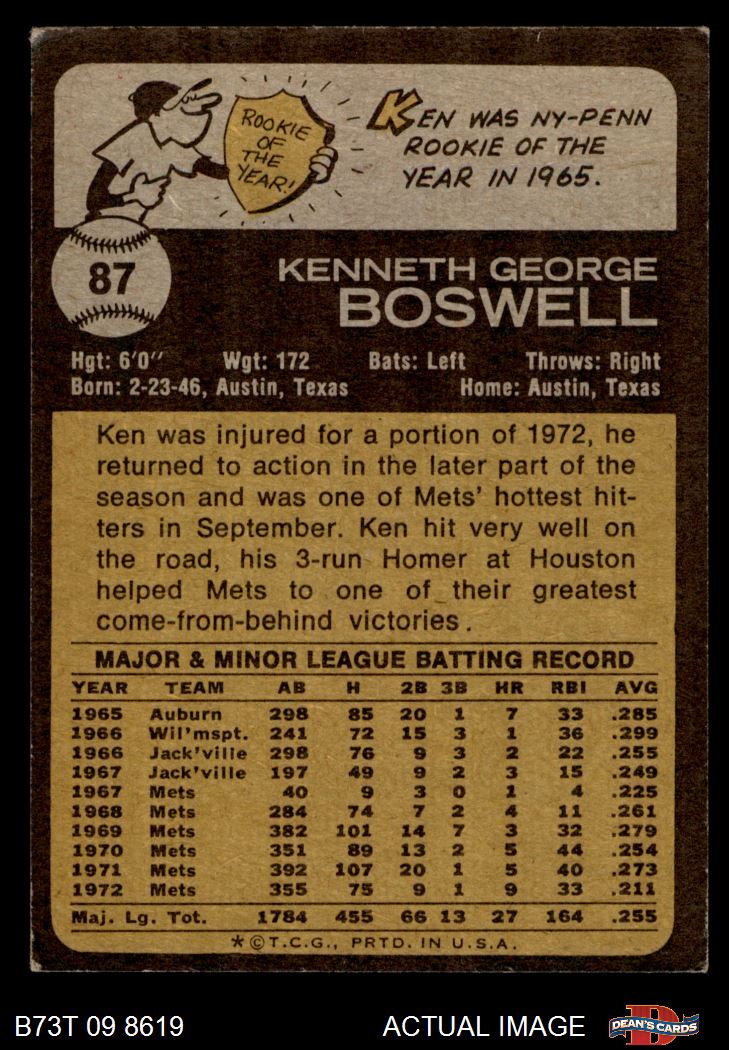 ROOKIE
OF
THE
YEAR!
KEN WAS NY-PENN
ROOKIE OF THE
YEAR IN 1965.
87
KENNETH GEORGE
BOSWELL
Hgt: 6'0" Wgt: 172 Bats: Left Throws: Right
Born: 2-23-46, Austin, Texas Home: Austin, Texas
Ken was injured for a portion of 1972, he
returned to action in the later part of the
season and was one of Mets' hottest hit-
ters in September. Ken hit very well on
the road, his 3-run Homer at Houston
helped Mets to one of their greatest
come-from-behind victories.
MAJOR & MINOR LEAGUE BATTING RECORD
YEAR TEAM AB H 2B 3B HR RBI AVG
1965 Auburn 298 85 20 1 7 33 .285
1966 Wil'mspt. 241 72 15 3 1 36 .299
1966 Jack'ville 298 76 9 3 2 22 .255
1967 Jack'ville 197 49 9 2 3 15 .249
1967 Mets 40 9 3 0 1 4 .225
1968 Mets 284 74 7 2 4 11 .261
1969 Mets 382 101 14 7 3 32 .279
1970 Mets 351 89 13 2 5 44 .254
1971 Mets 392 107 20 1 5 40 .273
1972 Mets 355 75 9 1 9 33 .211
Maj. Lg. Tot. 1784 455 66 13 27 164 .255
*©T.C.G., PRTD. IN U.S.A.
B73T 09 8619 ACTUAL IMAGE DEAN'S CARDS